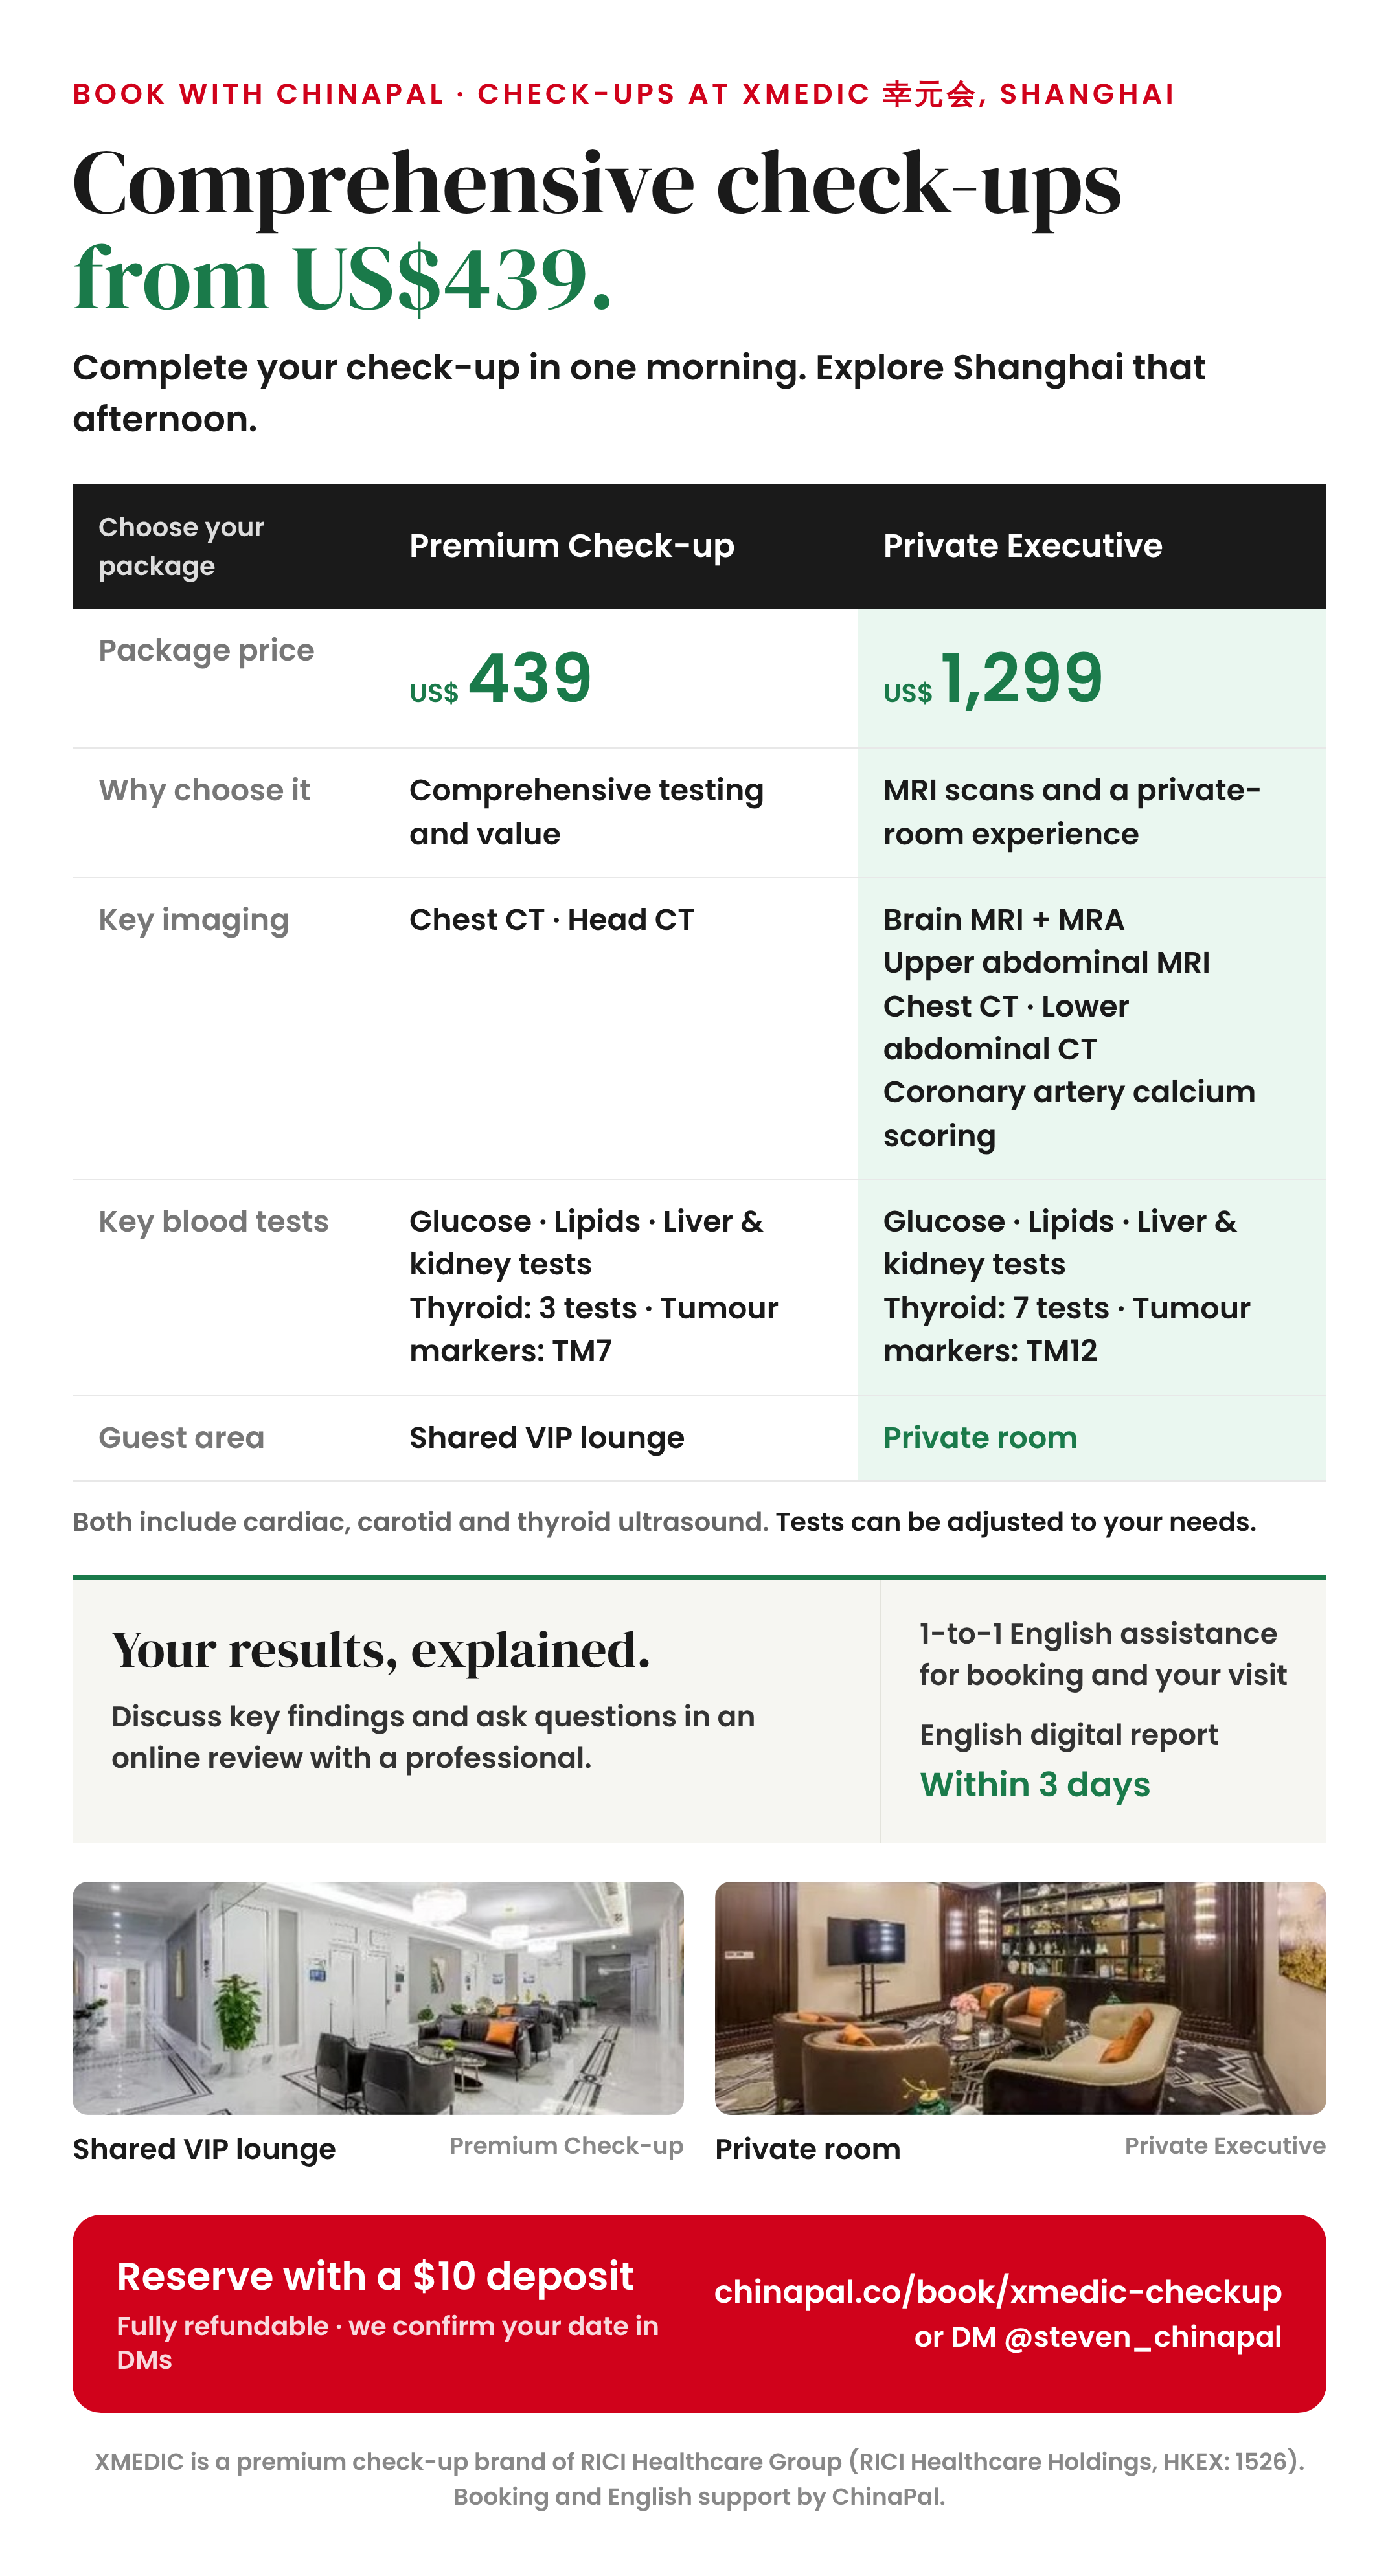 BOOK WITH CHINAPAL · CHECK-UPS AT XMEDIC 幸元会, SHANGHAI
Comprehensive check-ups
from US$439.
Complete your check-up in one morning. Explore Shanghai that
afternoon.
Choose your
package
Premium Check-up
Private Executive
Package price
US$ 439
US$ 1,299
Why choose it
Comprehensive testing
and value
MRI scans and a private-
room experience
Key imaging
Chest CT · Head CT
Brain MRI + MRA
Upper abdominal MRI
Chest CT · Lower
abdominal CT
Coronary artery calcium
scoring
Key blood tests
Glucose · Lipids · Liver &
kidney tests
Thyroid: 3 tests · Tumour
markers: TM7
Glucose · Lipids · Liver &
kidney tests
Thyroid: 7 tests · Tumour
markers: TM12
Guest area
Shared VIP lounge
Private room
Both include cardiac, carotid and thyroid ultrasound. Tests can be adjusted to your needs.
Your results, explained.
Discuss key findings and ask questions in an
online review with a professional.
1-to-1 English assistance
for booking and your visit
English digital report
Within 3 days
Shared VIP lounge
Premium Check-up
Private room
Private Executive
Reserve with a $10 deposit
Fully refundable · we confirm your date in
DMs
chinapal.co/book/xmedic-checkup
or DM @steven_chinapal
XMEDIC is a premium check-up brand of RICI Healthcare Group (RICI Healthcare Holdings, HKEX: 1526).
Booking and English support by ChinaPal.